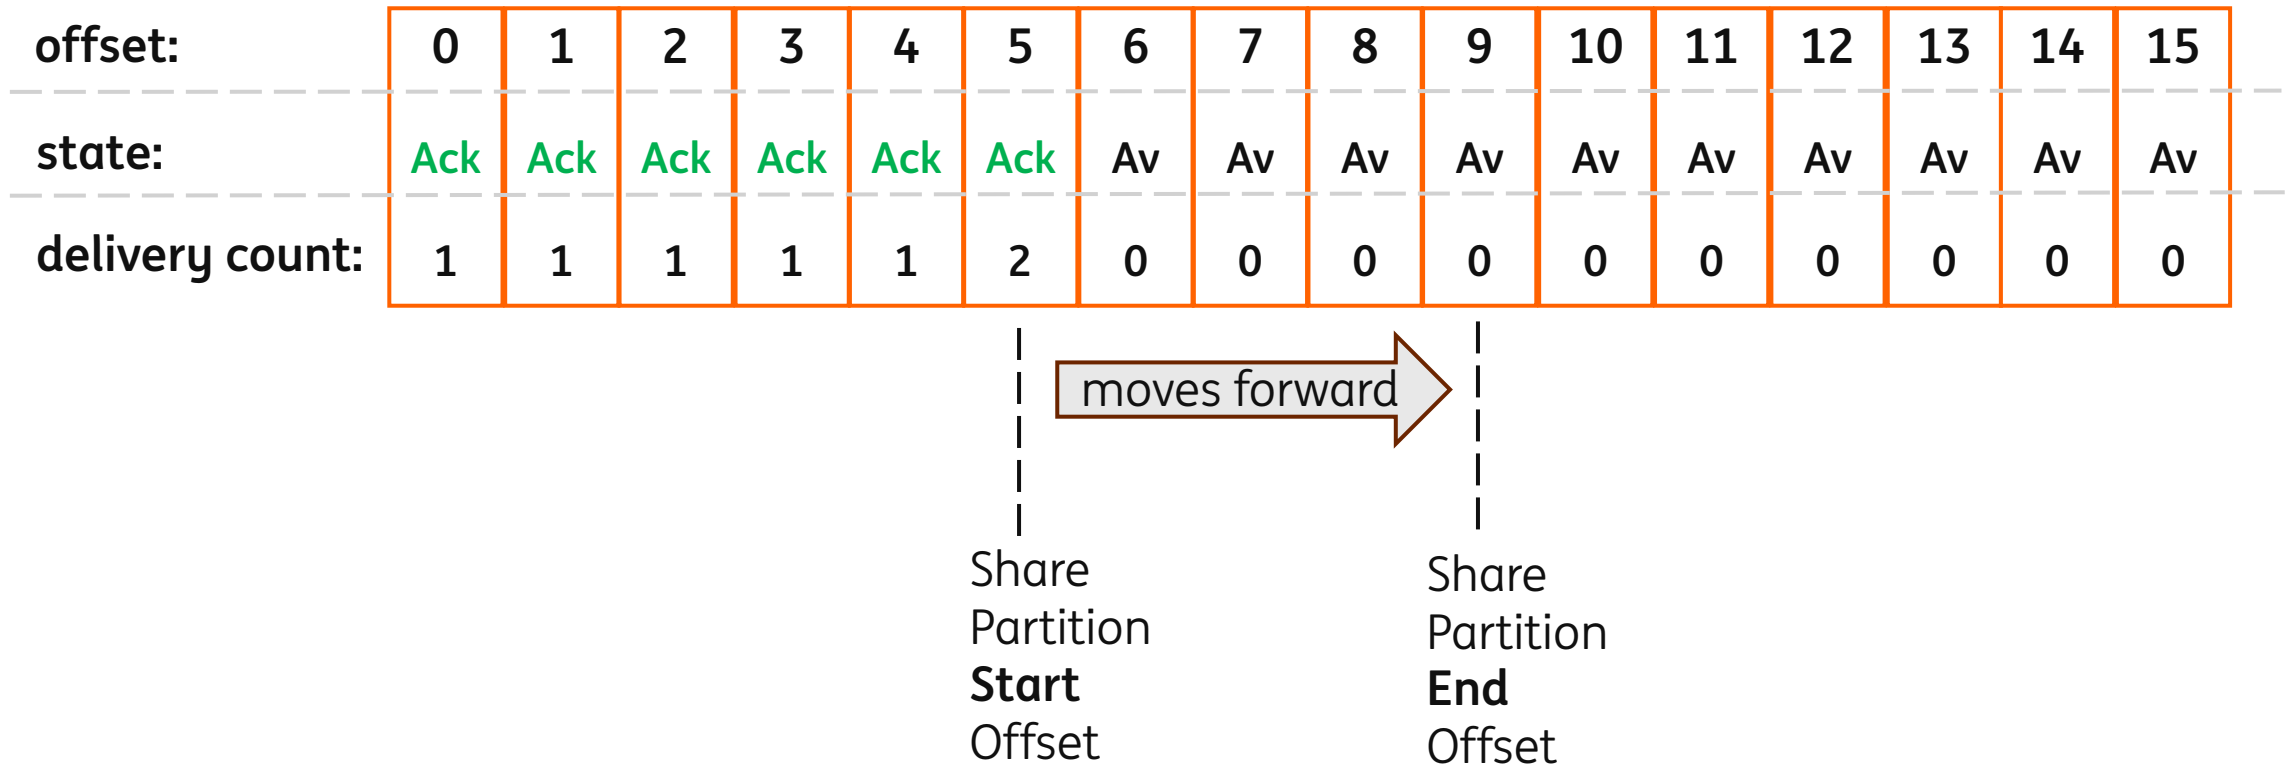 offset: 0 1 2 3 4 5 6 7 8 9 10 11 12 13 14 15
state: Ack Ack Ack Ack Ack Ack Av Av Av Av Av Av Av Av Av Av
delivery count: 1 1 1 1 1 2 0 0 0 0 0 0 0 0 0 0
moves forward
Share
Partition
Start
Offset
Share
Partition
End
Offset